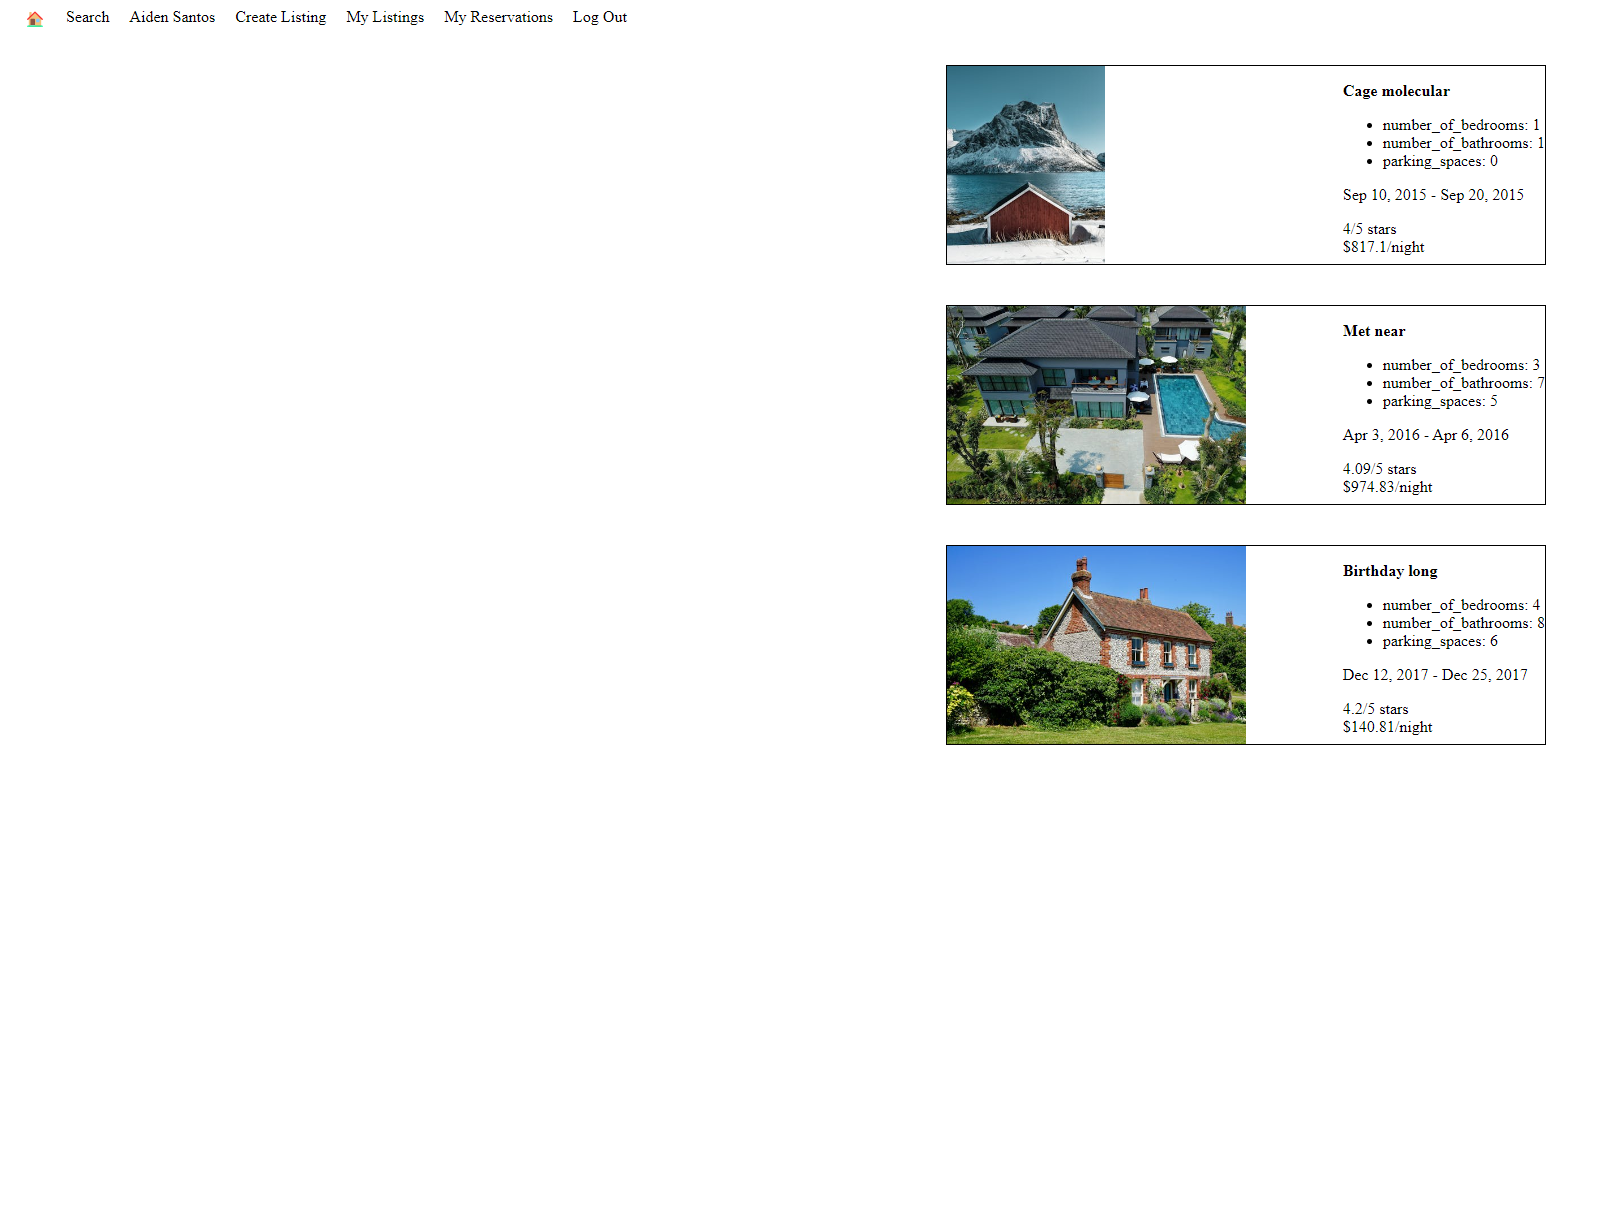 Search Aiden Santos Create Listing My Listings My Reservations Log Out
Cage molecular
number_of_bedrooms: 1
number_of_bathrooms: 1
parking_spaces: 0
Sep 10, 2015 - Sep 20, 2015
4/5 stars
$817.1/night
Met near
number_of_bedrooms: 3
number_of_bathrooms: 7
parking_spaces: 5
Apr 3, 2016 - Apr 6, 2016
4.09/5 stars
$974.83/night
Birthday long
number_of_bedrooms: 4
number_of_bathrooms: 8
parking_spaces: 6
Dec 12, 2017 - Dec 25, 2017
4.2/5 stars
$140.81/night